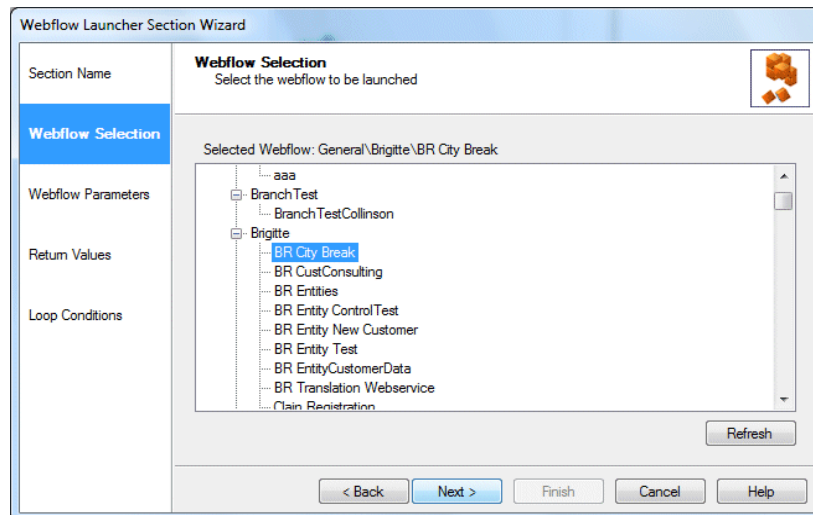 Webflow Launcher Section Wizard
Section Name
Webflow Selection
Webflow Parameters
Return Values
Loop Conditions
Webflow Selection
Select the webflow to be launched
Selected Webflow: General\Brigitte\BR City Break
aaa
BranchTest
BranchTestCollinson
Brigitte
BR City Break
BR CustConsulting
BR Entities
BR Entity ControlTest
BR Entity New Customer
BR Entity Test
BR EntityCustomerData
BR Translation Webservice
Clain Registration
Refresh
< Back Next > Finish Cancel Help